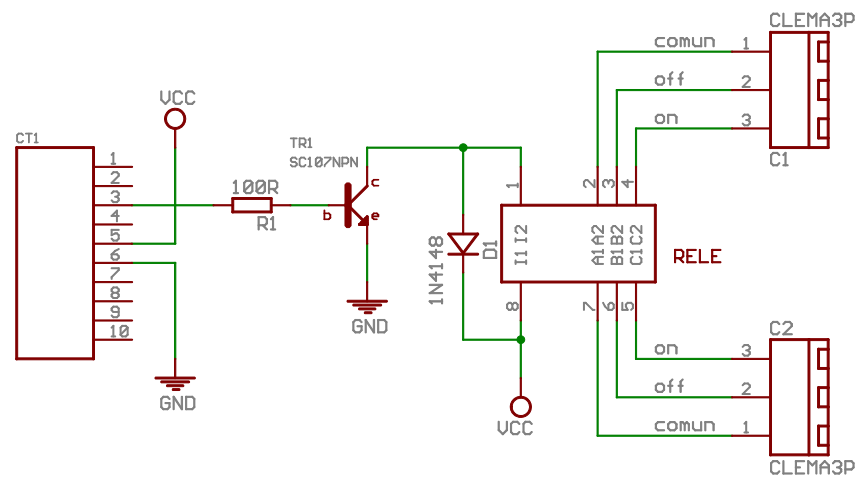 CLEMA3P
comun 1
off 2
on 3
C1
VCC
CT1
1
2
3
4
5
6
7
8
9
10
GND
100R
R1
TR1
SC107NPN
c
b
e
GND
1N4148
D1
1
2
3
4
I1 I2
A1A2
B1B2
C1C2
RELE
8
7
6
5
VCC
C2
on 3
off 2
comun 1
CLEMA3P